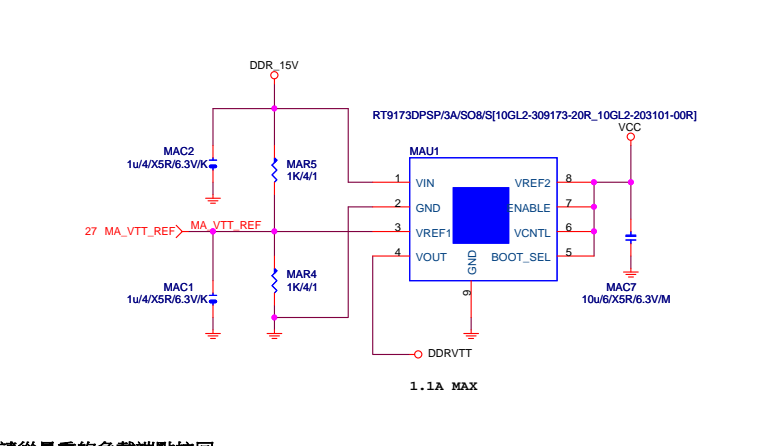 DDR_15V
RT9173DPSP/3A/SO8/S[10GL2-309173-20R_10GL2-203101-00R]
VCC
MAC2
1u/4/X5R/6.3V/K
MAR5
1K/4/1
MAU1
1 VIN VREF2 8
2 GND ENABLE 7
27 MA_VTT_REF MA_VTT_REF 3 VREF1 VCNTL 6
4 VOUT GND BOOT_SEL 5
MAC1
1u/4/X5R/6.3V/K
MAR4
1K/4/1
9
MAC7
10u/6/X5R/6.3V/M
DDRVTT
1.1A MAX